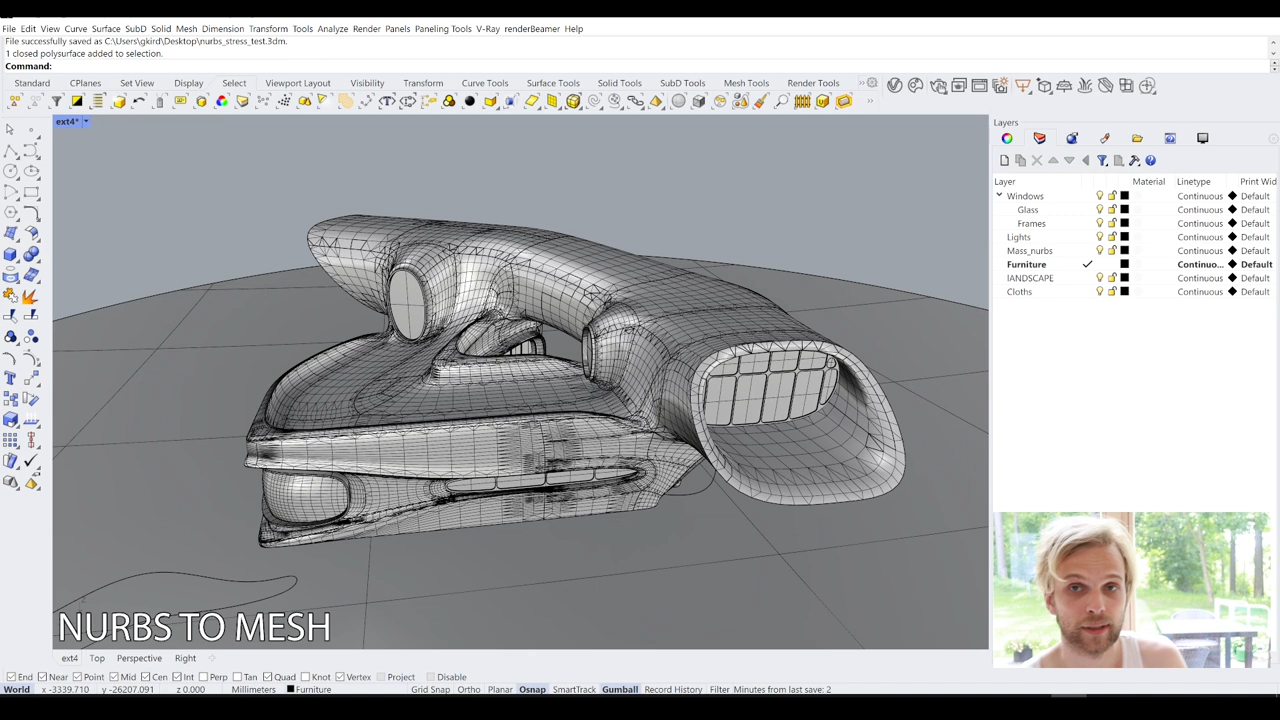 File Edit View Curve Surface SubD Solid Mesh Dimension Transform Tools Analyze Render Panels Paneling Tools V-Ray renderBeamer Help
File successfully saved as C:\Users\gkird\Desktop\nurbs_stress_test.3dm.
1 closed polysurface added to selection.
Command:
Standard CPlanes Set View Display Select Viewport Layout Visibility Transform Curve Tools Surface Tools Solid Tools SubD Tools Mesh Tools Render Tools
ext4*
Layers
Layer Material Linetype Print Wid
Windows Continuous Default
Glass Continuous Default
Frames Continuous Default
Lights Continuous Default
Mass_nurbs Continuous Default
Furniture Continuo... Default
lANDSCAPE Continuous Default
Cloths Continuous Default
NURBS TO MESH
ext4 Top Perspective Right
End Near Point Mid Cen Int Perp Tan Quad Knot Vertex Project Disable
World x -3339.710 y -26207.091 z 0.000 Millimeters Furniture Grid Snap Ortho Planar Osnap SmartTrack Gumball Record History Filter Minutes from last save: 2